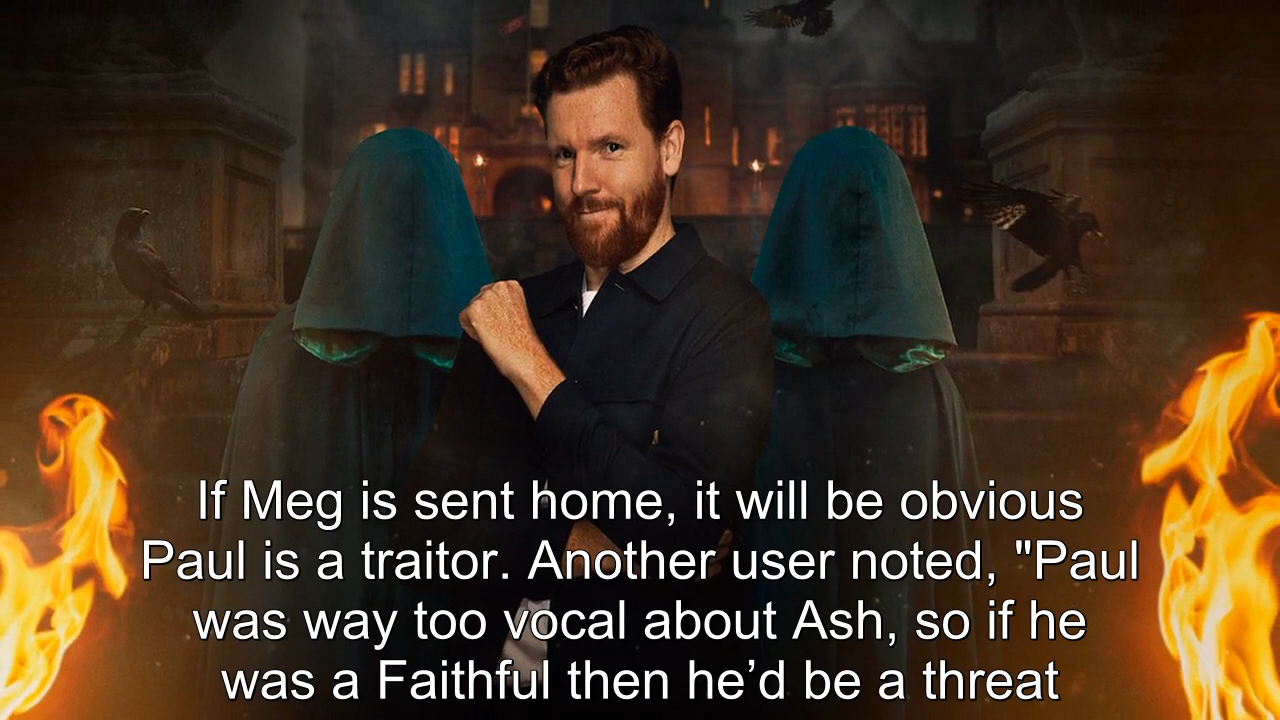 If Meg is sent home, it will be obvious
Paul is a traitor. Another user noted, "Paul
was way too vocal about Ash, so if he
was a Faithful then he’d be a threat